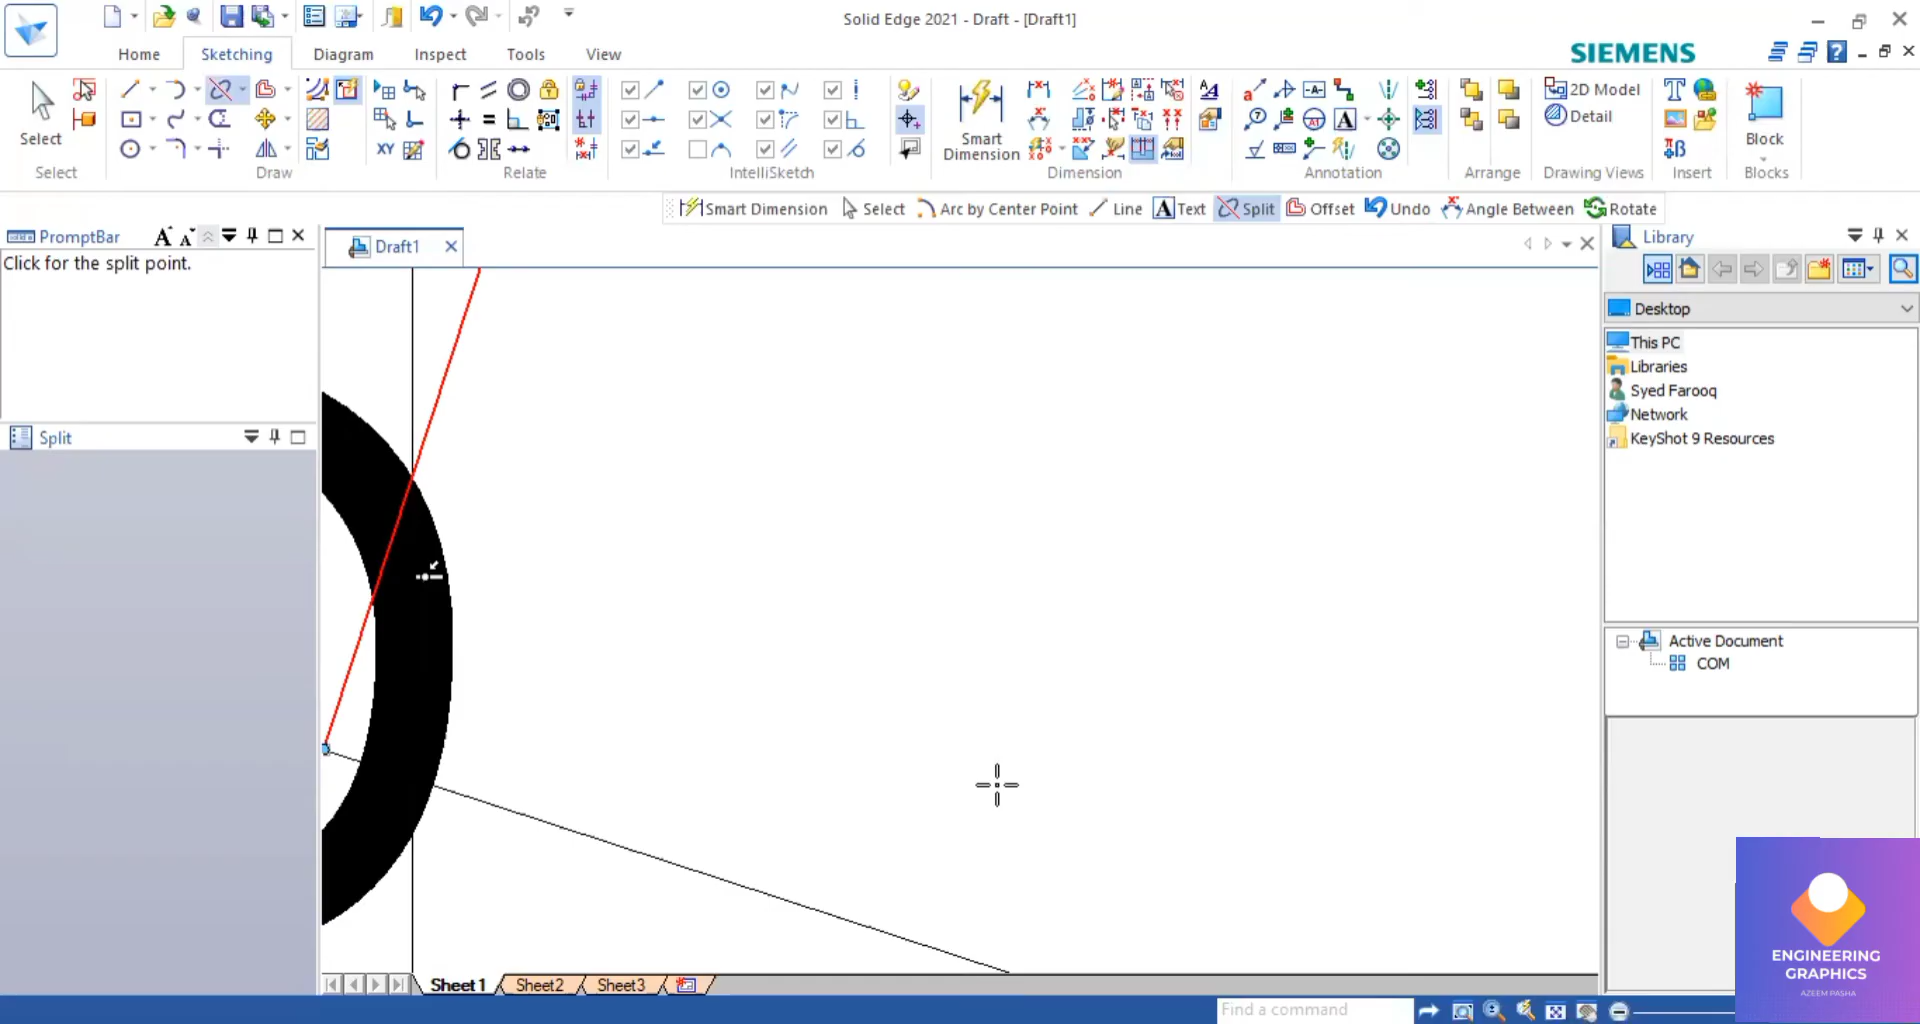 Solid Edge 2021 - Draft - [Draft1]
Home
Sketching
Diagram
Inspect
Tools
View
SIEMENS
Select
XY
Smart
Dimension
2D Model
Detail
Block
Select
Draw
Relate
IntelliSketch
Dimension
Annotation
Arrange
Drawing Views
Insert
Blocks
Smart Dimension
Select
Arc by Center Point
Line
Text
Split
Offset
Undo
Angle Between
Rotate
PromptBar
Click for the split point.
Split
Draft1
Library
Desktop
This PC
Libraries
Syed Farooq
Network
KeyShot 9 Resources
Active Document
COM
ENGINEERING
GRAPHICS
AZEEM PASHA
Sheet1
Sheet2
Sheet3
Find a command